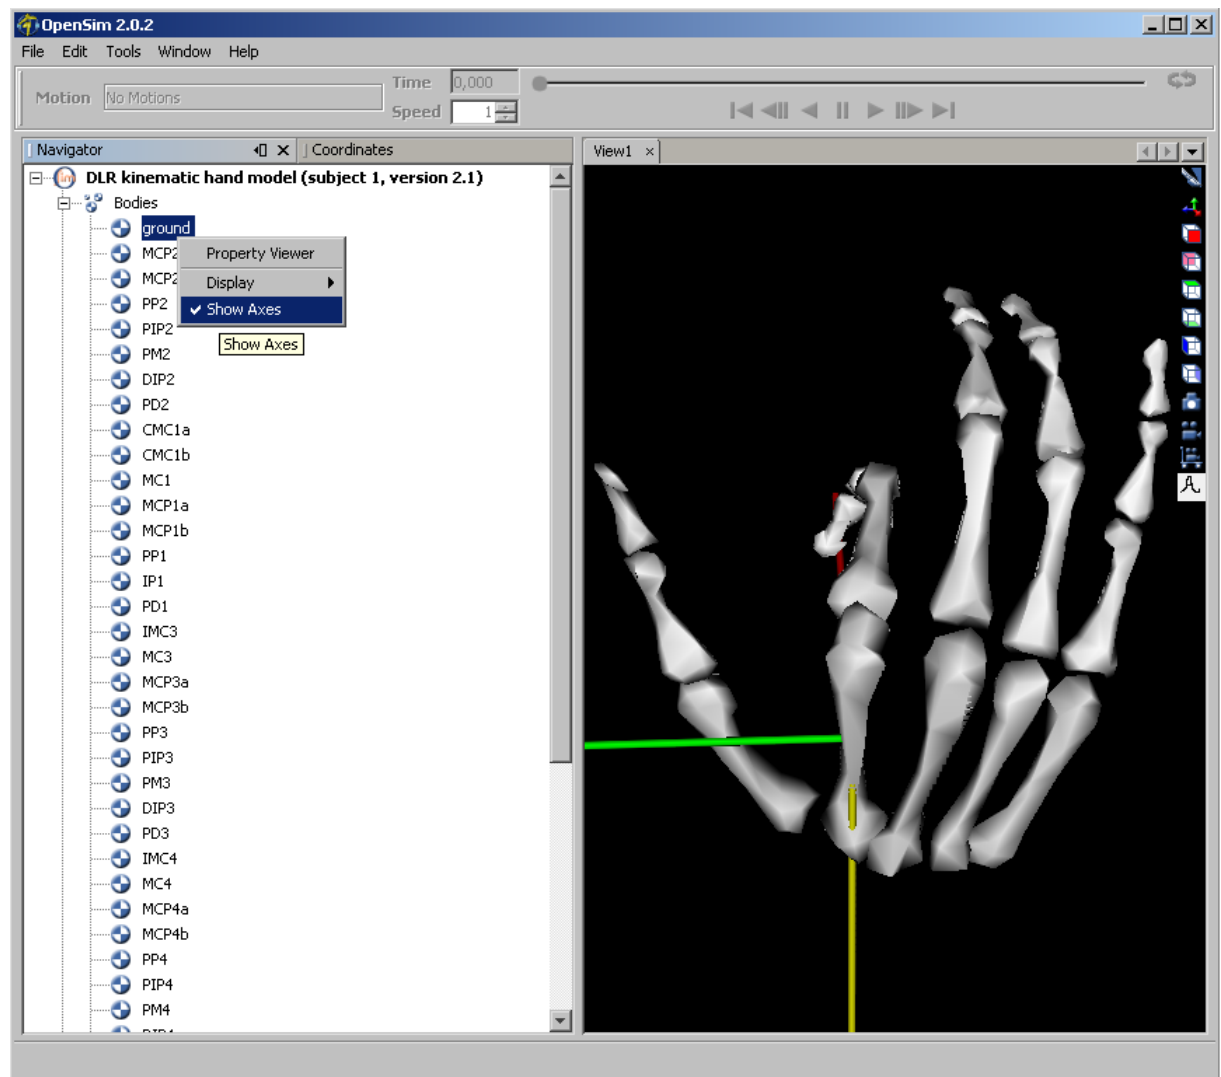 OpenSim 2.0.2
File Edit Tools Window Help
Motion No Motions
Time 0,000
Speed 1
Navigator
Coordinates
View1
DLR kinematic hand model (subject 1, version 2.1)
Bodies
ground
MCP2
Property Viewer
MCP2
Display
PP2
Show Axes
PIP2
Show Axes
PM2
DIP2
PD2
CMC1a
CMC1b
MC1
MCP1a
MCP1b
PP1
IP1
PD1
IMC3
MC3
MCP3a
MCP3b
PP3
PIP3
PM3
DIP3
PD3
IMC4
MC4
MCP4a
MCP4b
PP4
PIP4
PM4